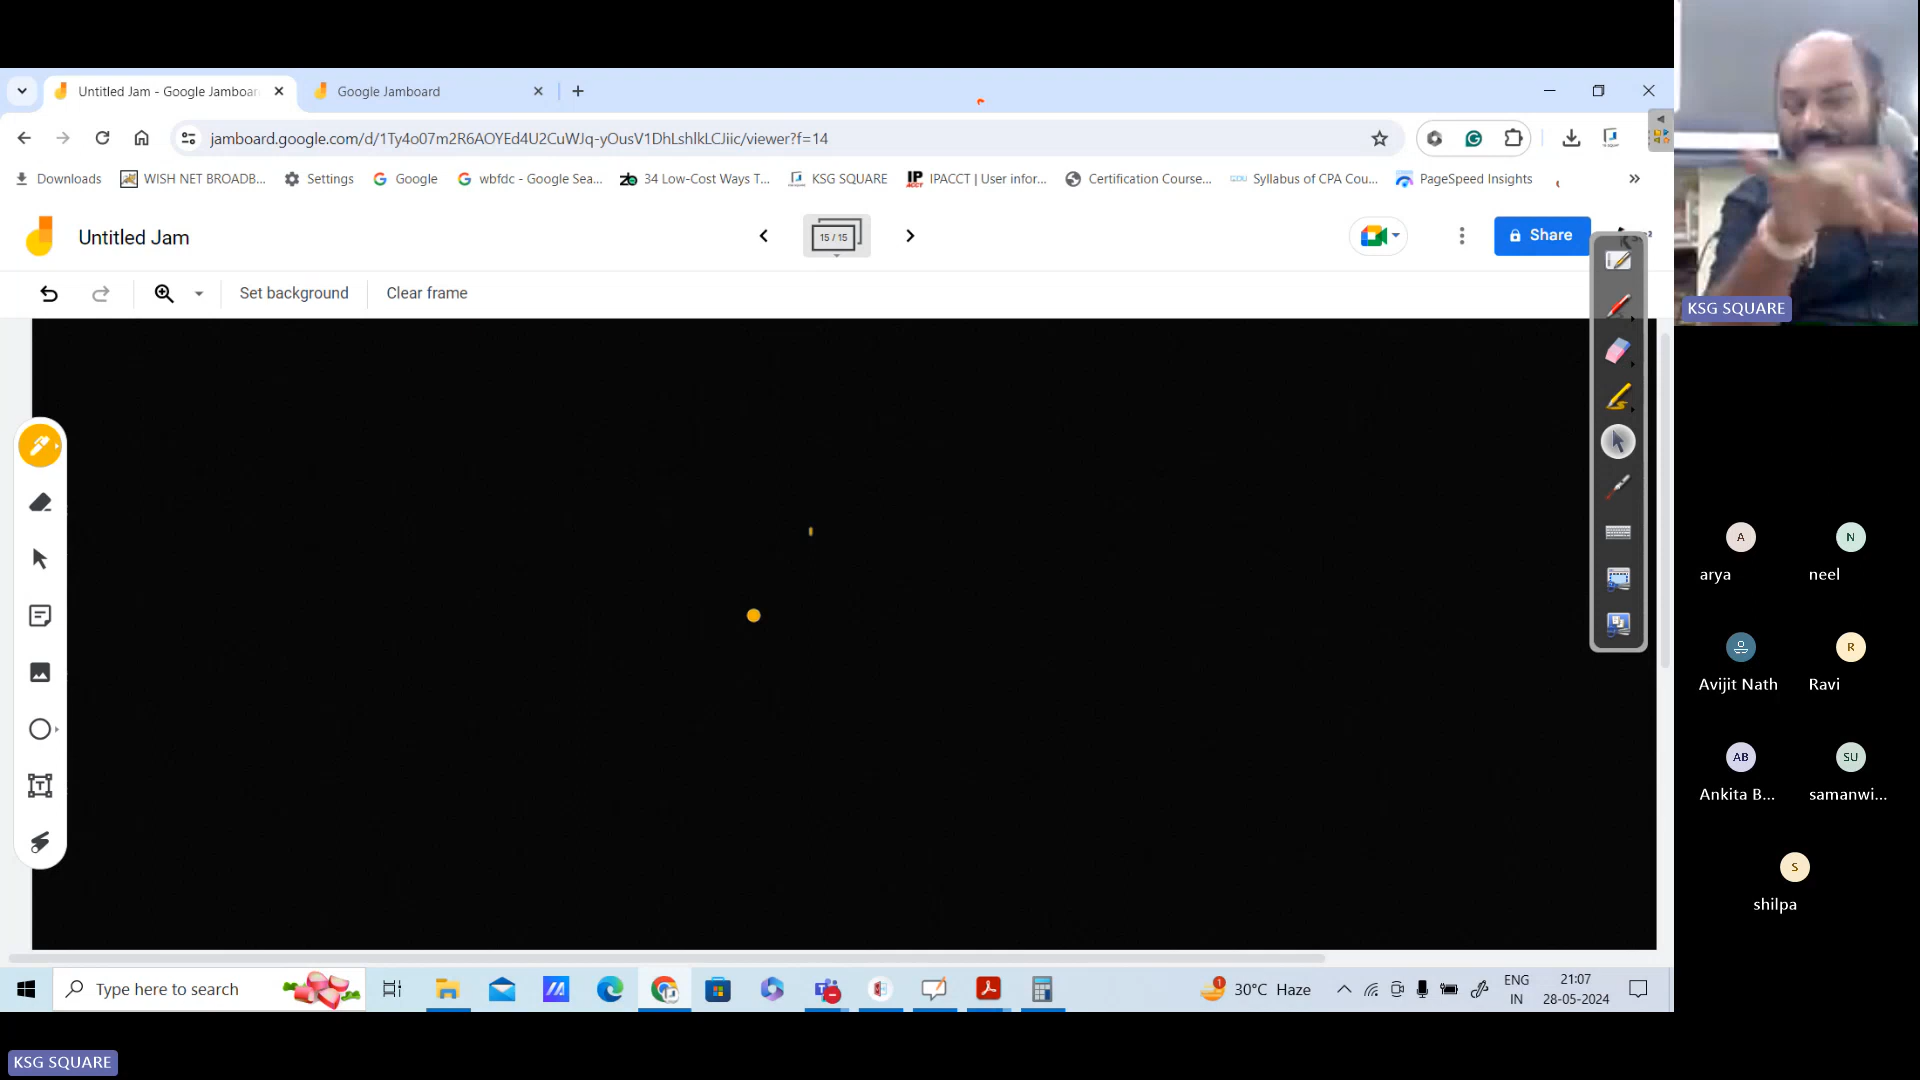 Untitled Jam - Google Jamboar
Google Jamboard
jamboard.google.com/d/1Ty4o07m2R6AOYEd4U2CuWJq-yOusV1DhLshlkLCJiic/viewer?f=14
Downloads
WISH NET BROADB...
Settings
Google
wbfdc - Google Sea...
34 Low-Cost Ways T...
KSG SQUARE
IPACCT | User infor...
Certification Course...
Syllabus of CPA Cou...
PageSpeed Insights
Untitled Jam
15 / 15
Share
Set background
Clear frame
KSG SQUARE
A
N
arya
neel
R
Avijit Nath
Ravi
AB
SU
Ankita B...
samanwi...
S
shilpa
Type here to search
1
30°C Haze
ENG
IN
21:07
28-05-2024
KSG SQUARE